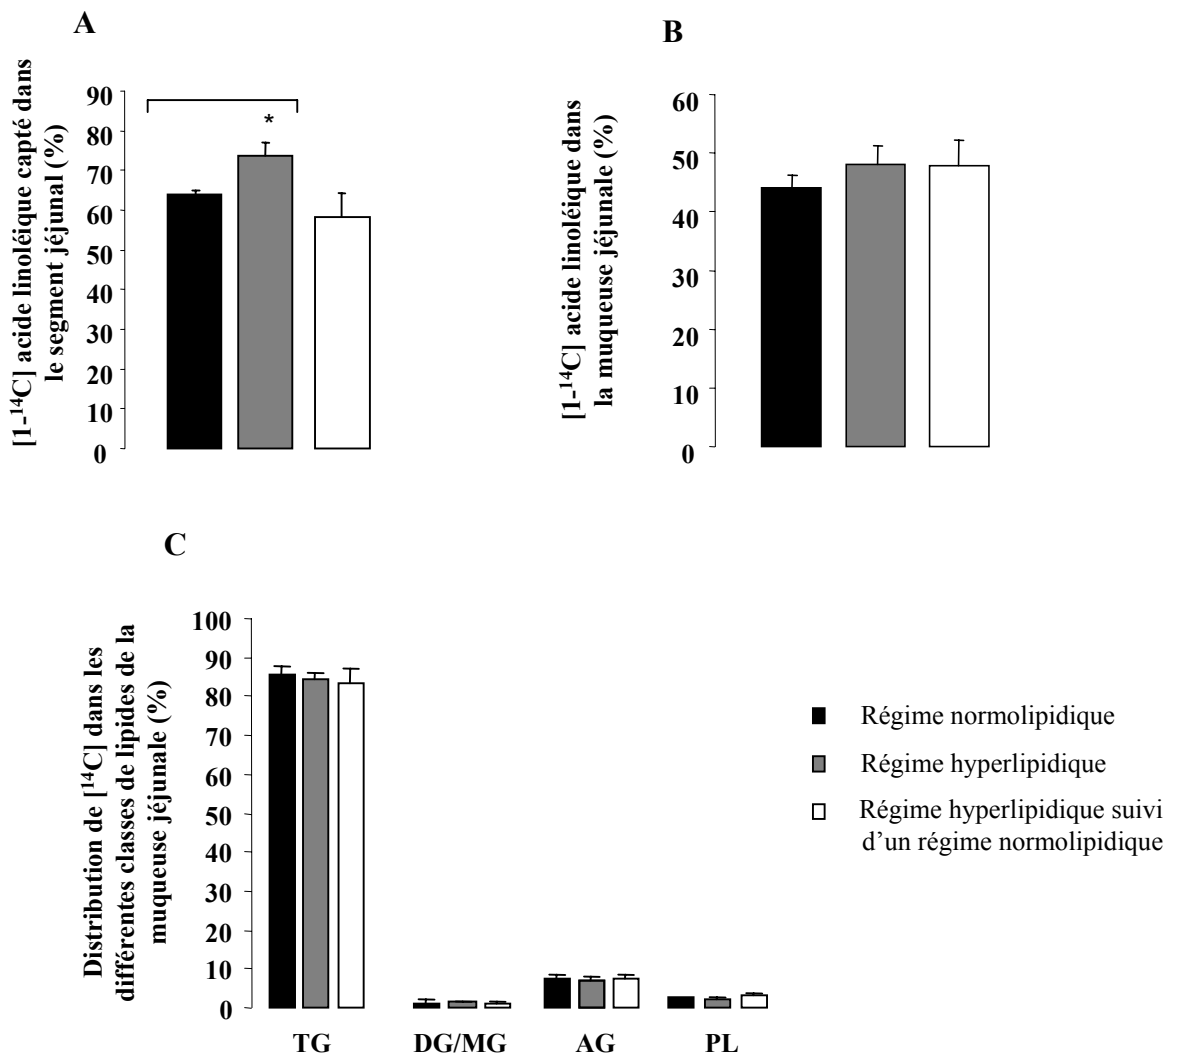 A
[1-14C] acide linoléique capté dans
le segment jéjunal (%)
90
80
70
60
50
40
30
20
10
0
*
B
[1-14C] acide linoléique dans
la muqueuse jéjunale (%)
60
50
40
30
20
10
0
C
Distribution de [14C] dans les
différentes classes de lipides de la
muqueuse jéjunale (%)
100
90
80
70
60
50
40
30
20
10
0
TG DG/MG AG PL
Régime normolipidique
Régime hyperlipidique
Régime hyperlipidique suivi
d'un régime normolipidique